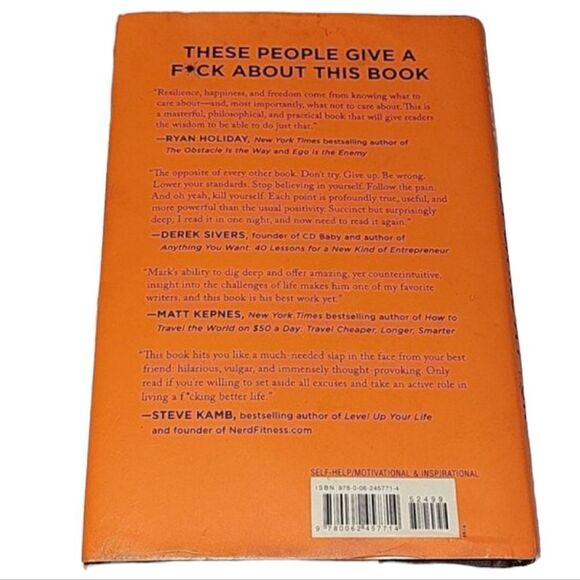 THESE PEOPLE GIVE A
F*CK ABOUT THIS BOOK
"Resilience, happiness, and freedom come from knowing what to
care about—and, most importantly, what not to care about. This is
a masterful, philosophical, and practical book that will give readers
the wisdom to be able to do just that."
—RYAN HOLIDAY, New York Times bestselling author of
The Obstacle Is the Way and Ego Is the Enemy
"The opposite of every other book. Don't try. Give up. Be wrong.
Lower your standards. Stop believing in yourself. Follow the pain.
And oh yeah, kill yourself. Each point is profoundly true, useful, and
more powerful than the usual positivity. Succinct but surprisingly
deep; I read it in one night, and now need to read it again."
—DEREK SIVERS, founder of CD Baby and author of
Anything You Want: 40 Lessons for a New Kind of Entrepreneur
"Mark's ability to dig deep and offer amazing, yet counterintuitive,
insight into the challenges of life makes him one of my favorite
writers, and this book is his best work yet."
—MATT KEPNES, New York Times bestselling author of How to
Travel the World on $50 a Day: Travel Cheaper, Longer, Smarter
"This book hits you like a much-needed slap in the face from your best
friend: hilarious, vulgar, and immensely thought-provoking. Only
read if you're willing to set aside all excuses and take an active role in
living a f*cking better life."
—STEVE KAMB, bestselling author of Level Up Your Life
and founder of NerdFitness.com
SELF-HELP/MOTIVATIONAL & INSPIRATIONAL
ISBN 978-0-06-245771-4
52499
9 780062 457714